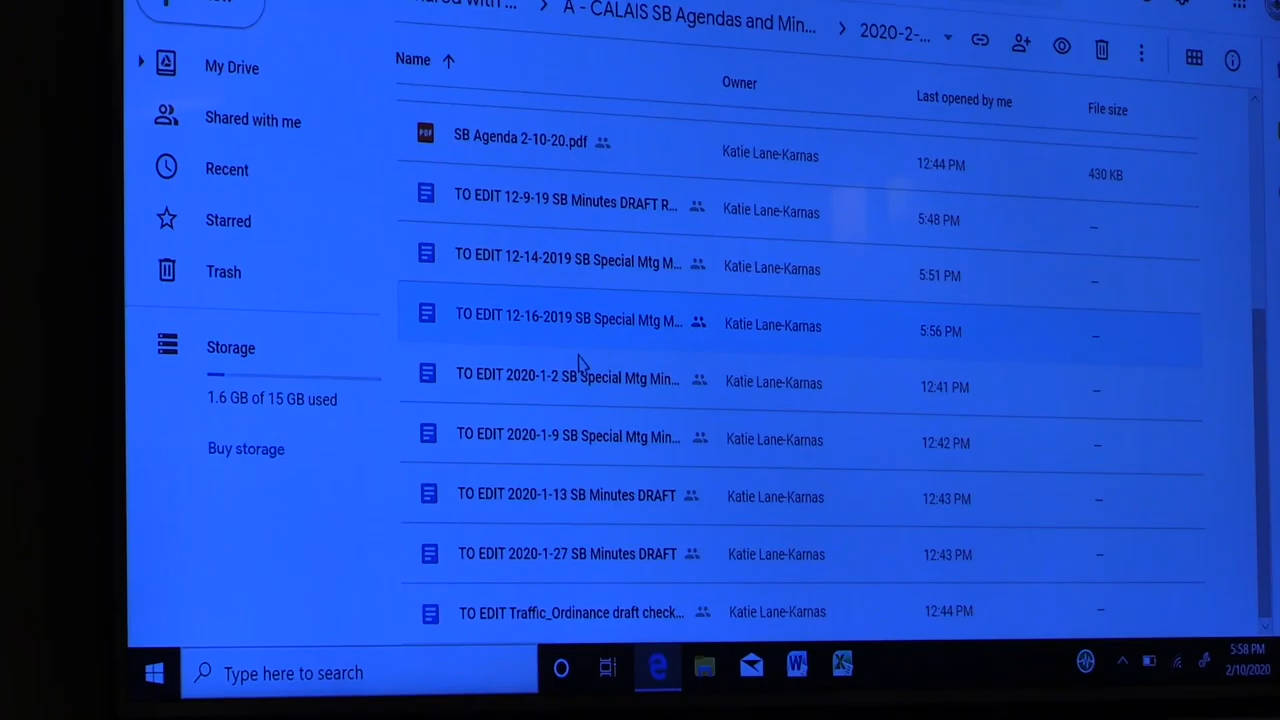 A - CALAIS SB Agendas and Min... > 2020-2-...
Name
Owner
Last opened by me
File size
My Drive
Shared with me
Recent
Starred
Trash
Storage
1.6 GB of 15 GB used
Buy storage
PDF SB Agenda 2-10-20.pdf Katie Lane-Karnas 12:44 PM 430 KB
TO EDIT 12-9-19 SB Minutes DRAFT R... Katie Lane-Karnas 5:48 PM –
TO EDIT 12-14-2019 SB Special Mtg M... Katie Lane-Karnas 5:51 PM –
TO EDIT 12-16-2019 SB Special Mtg M... Katie Lane-Karnas 5:56 PM –
TO EDIT 2020-1-2 SB Special Mtg Min... Katie Lane-Karnas 12:41 PM –
TO EDIT 2020-1-9 SB Special Mtg Min... Katie Lane-Karnas 12:42 PM –
TO EDIT 2020-1-13 SB Minutes DRAFT Katie Lane-Karnas 12:43 PM –
TO EDIT 2020-1-27 SB Minutes DRAFT Katie Lane-Karnas 12:43 PM –
TO EDIT Traffic_Ordinance draft check... Katie Lane-Karnas 12:44 PM –
Type here to search
5:58 PM
2/10/2020